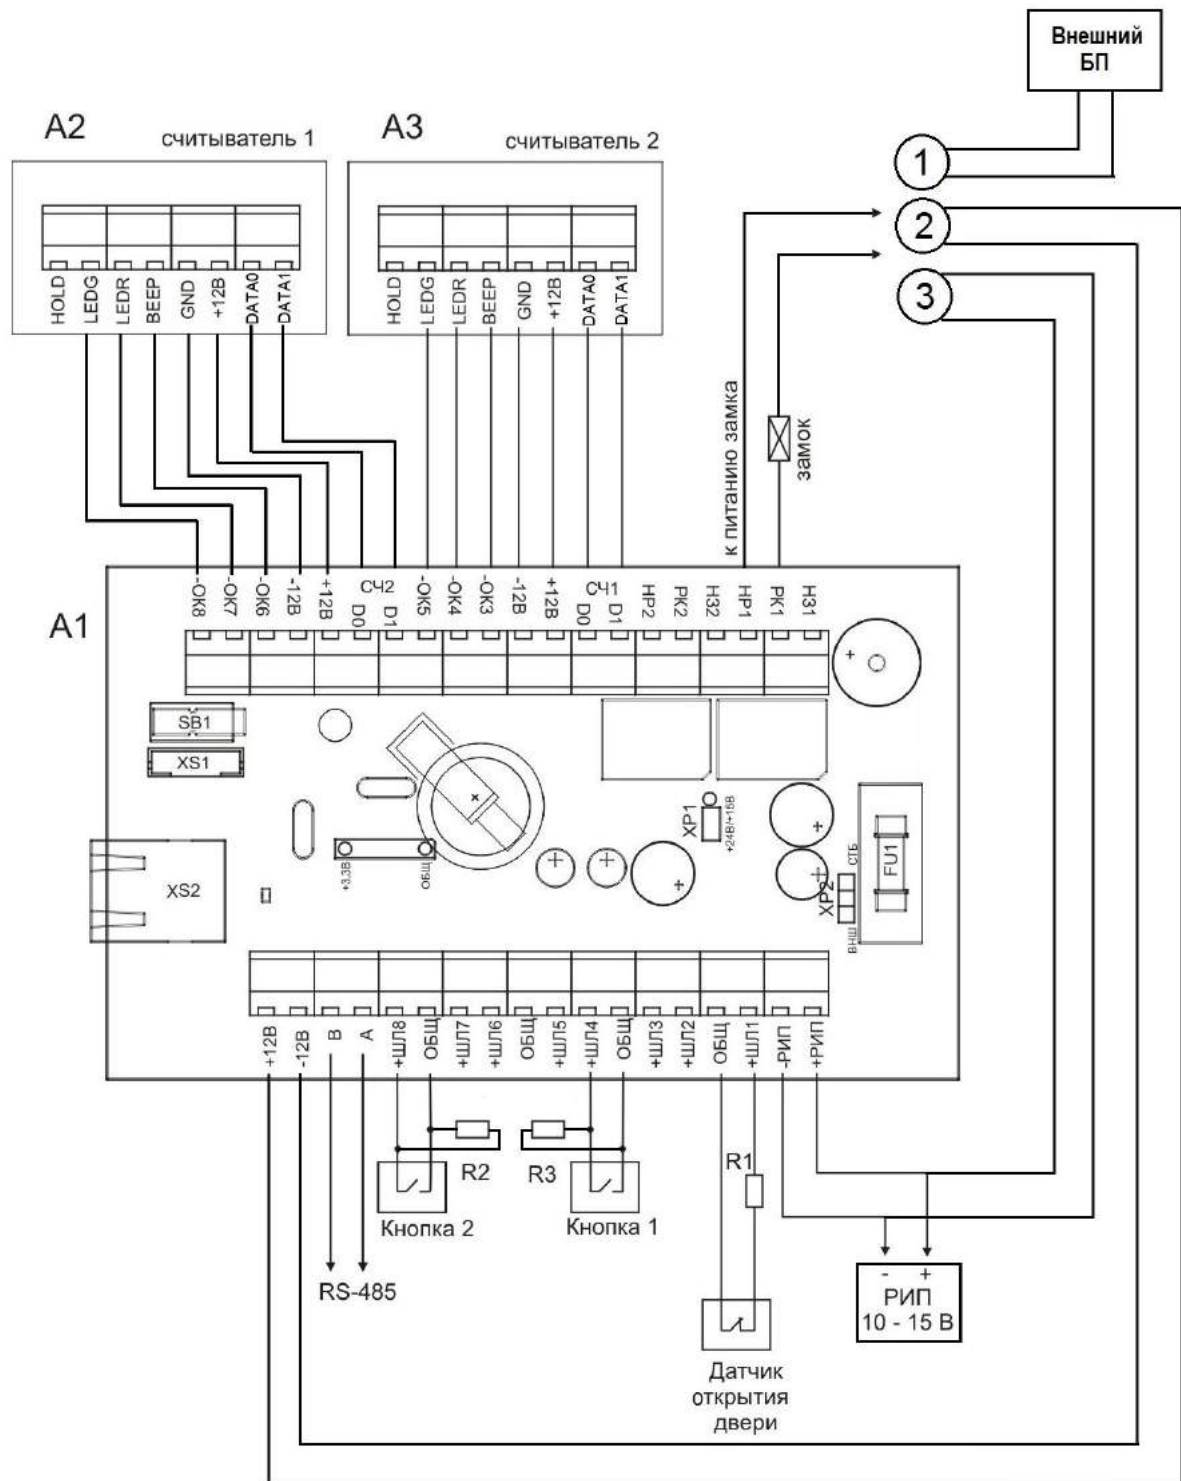 Внешний
БП
A2
считыватель 1
A3
считыватель 2
1
2
3
HOLD
LEDG
LEDR
BEEP
GND
+12В
DATA0
DATA1
HOLD
LEDG
LEDR
BEEP
GND
+12В
DATA0
DATA1
к питанию замка
замок
A1
-ОК8
-ОК7
-ОК6
-12В
+12В
СЧ2
D0
D1
-ОК5
-ОК4
-ОК3
-12В
+12В
СЧ1
D0
D1
НР2
РК2
НЗ2
НР1
РК1
НЗ1
+
SB1
XS1
XP1
+24В/+15В
+3.3В
ОБЩ
XS2
XP2
СТБ
ВНШ
FU1
+12В
-12В
B
A
+ШЛ8
ОБЩ
+ШЛ7
+ШЛ6
ОБЩ
+ШЛ5
+ШЛ4
ОБЩ
+ШЛ3
+ШЛ2
ОБЩ
+ШЛ1
-РИП
+РИП
R2
R3
R1
Кнопка 2
Кнопка 1
RS-485
- +
РИП
10 - 15 В
Датчик
открытия
двери